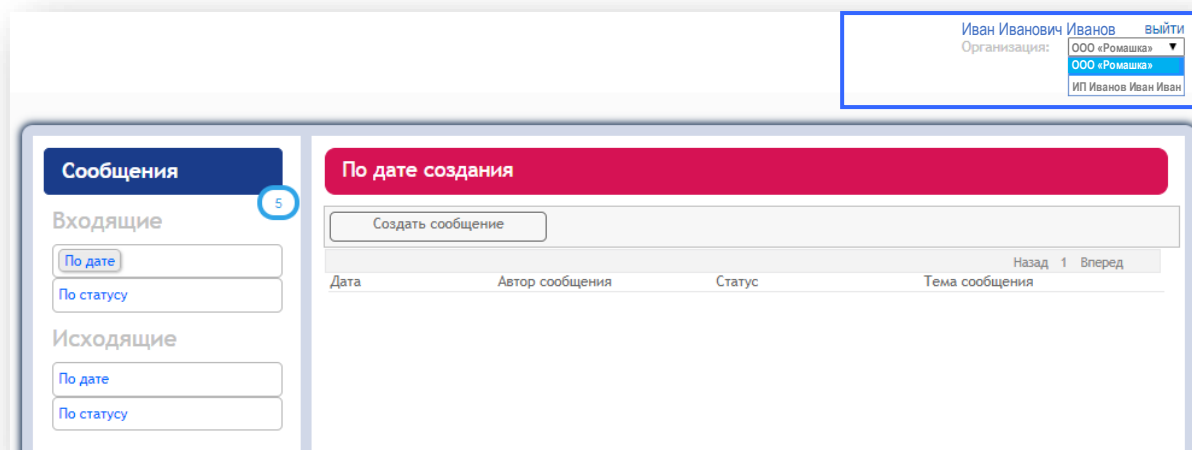 Иван Иванович Иванов выйти
Организация: ООО «Ромашка» ▼
ООО «Ромашка»
ИП Иванов Иван Иван
Сообщения
5
Входящие
По дате
По статусу
Исходящие
По дате
По статусу
По дате создания
Создать сообщение
Назад 1 Вперед
Дата Автор сообщения Статус Тема сообщения